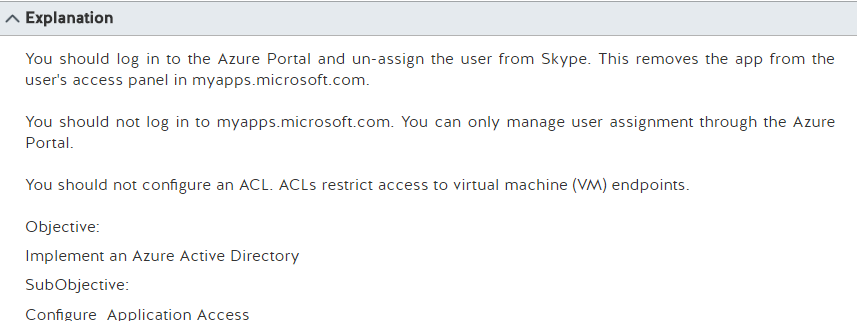 Explanation
You should log in to the Azure Portal and un-assign the user from Skype. This removes the app from the
user's access panel in myapps.microsoft.com.
You should not log in to myapps.microsoft.com. You can only manage user assignment through the Azure
Portal.
You should not configure an ACL. ACLs restrict access to virtual machine (VM) endpoints.
Objective:
Implement an Azure Active Directory
SubObjective:
Configure Application Access